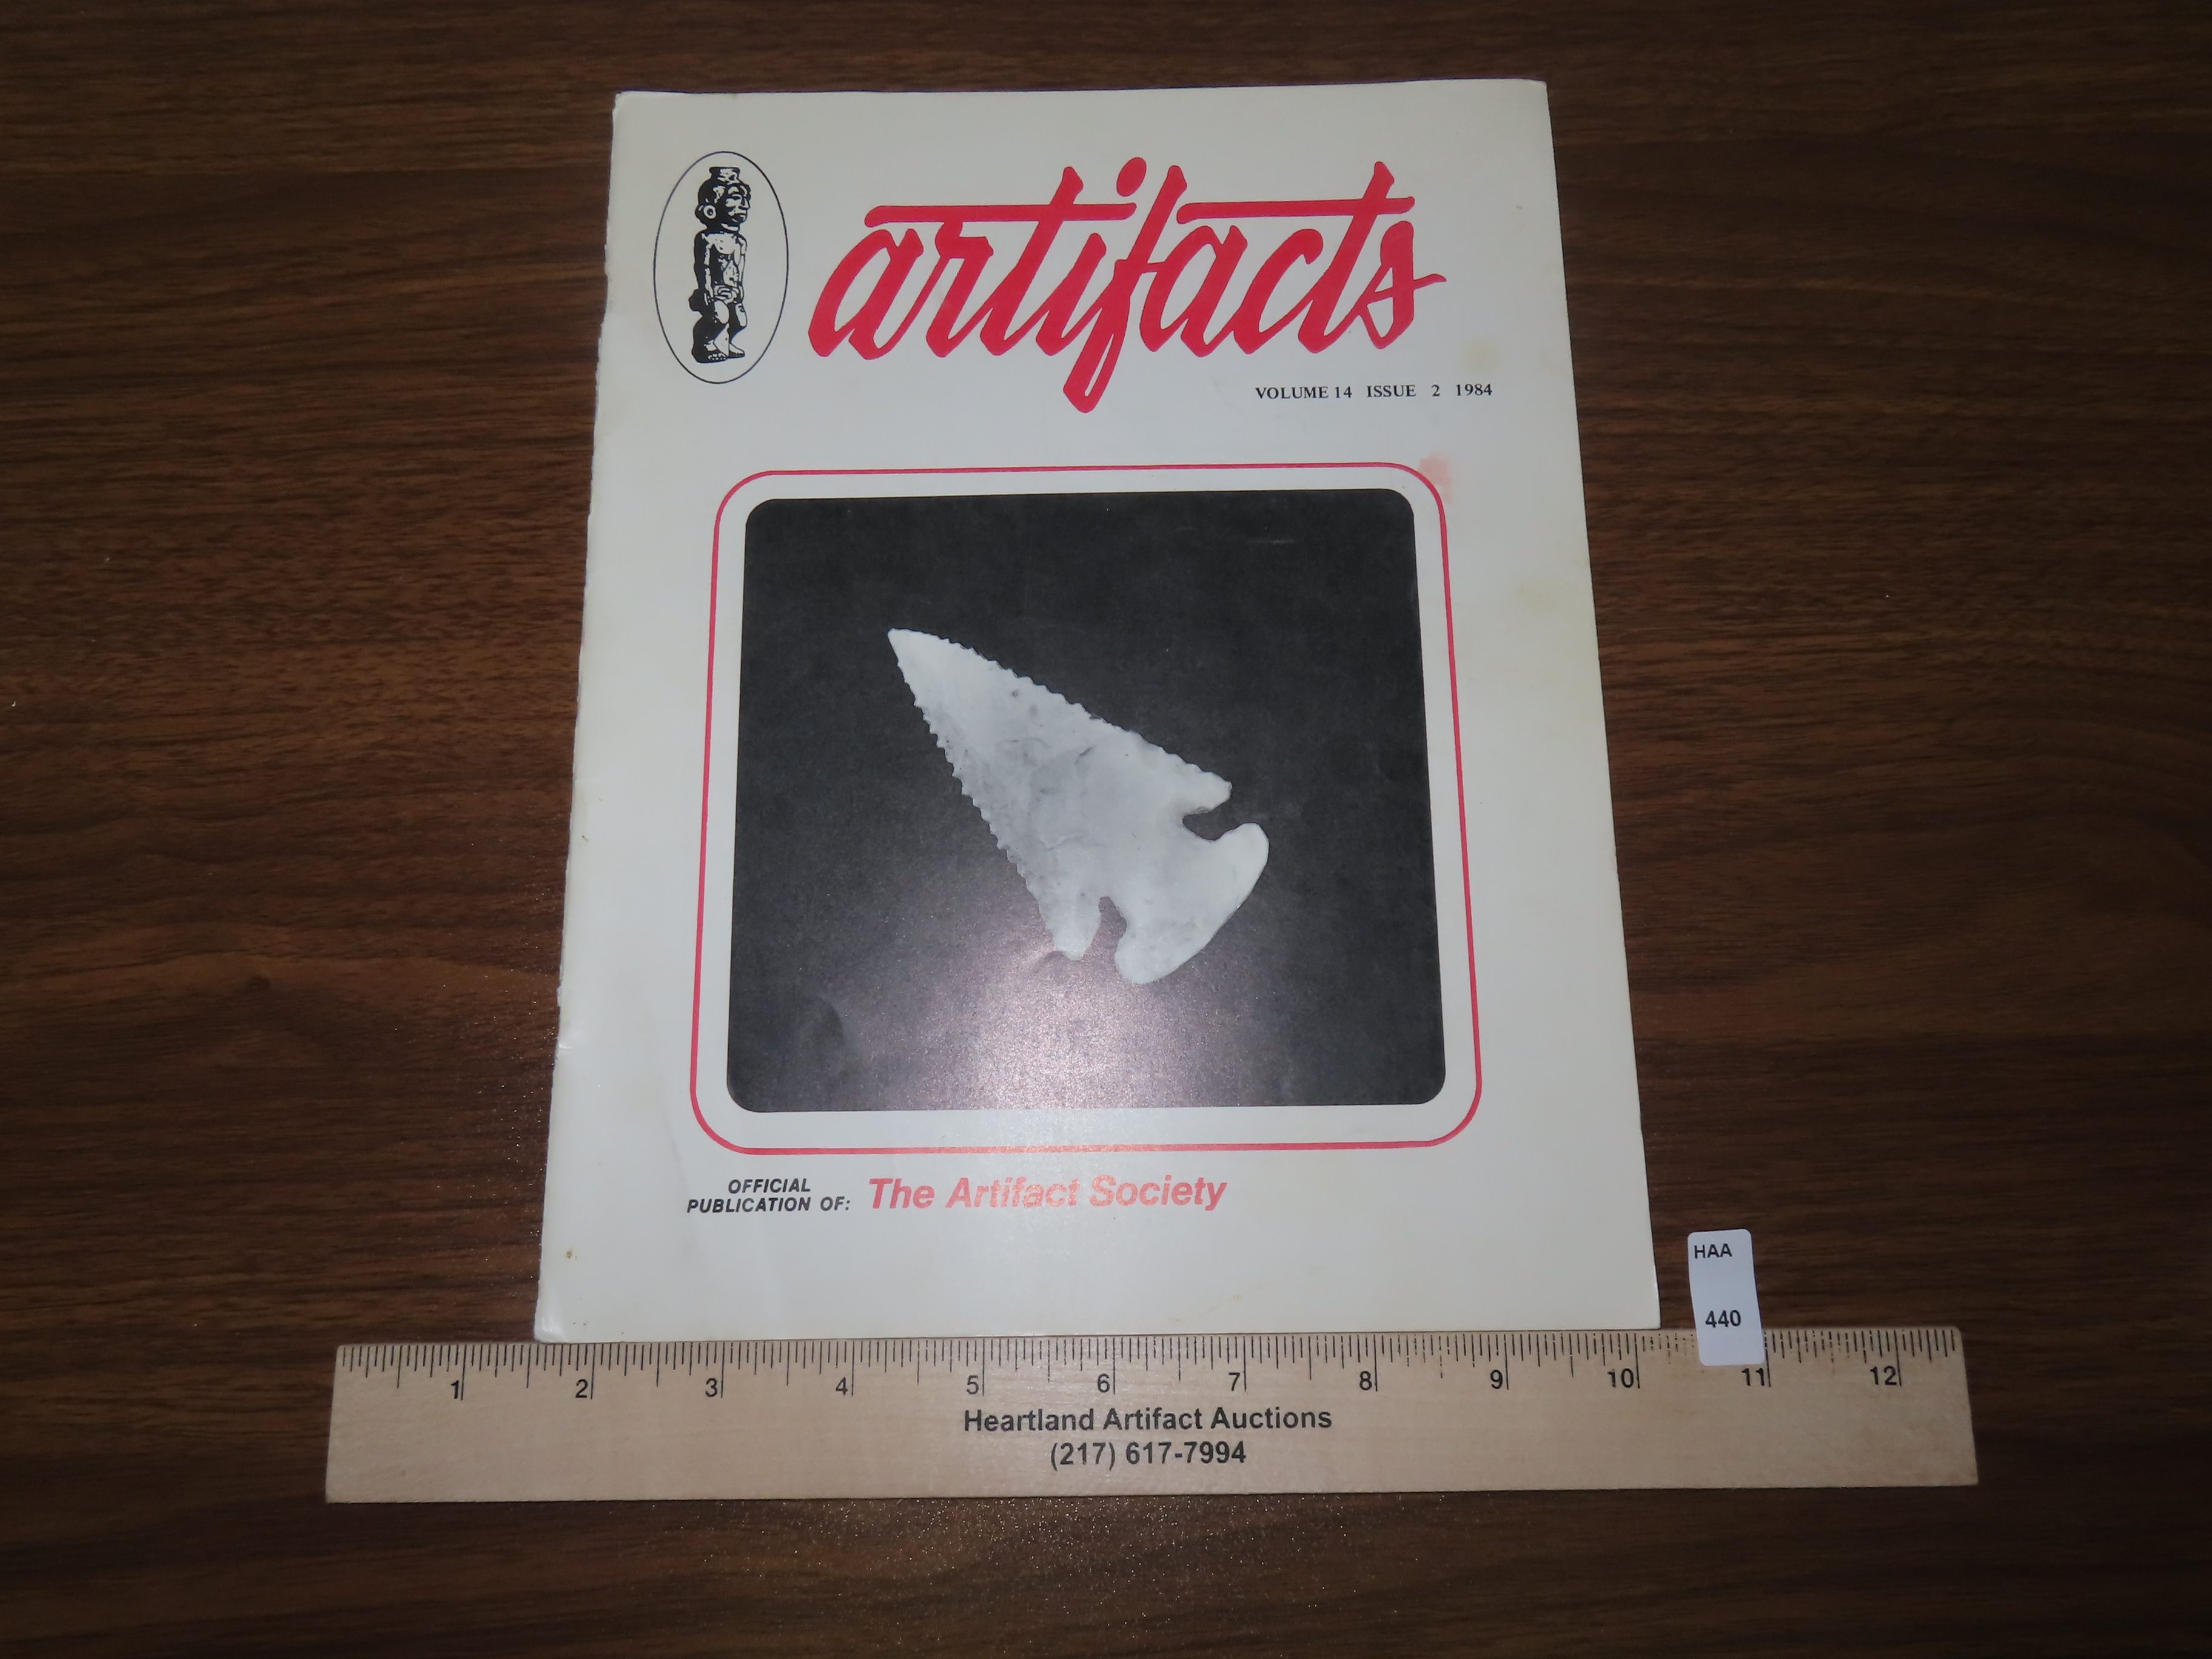 artifacts
VOLUME 14 ISSUE 2 1984
OFFICIAL
PUBLICATION OF: The Artifact Society
HAA
440
1 2 3 4 5 6 7 8 9 10 11 12
Heartland Artifact Auctions
(217) 617-7994